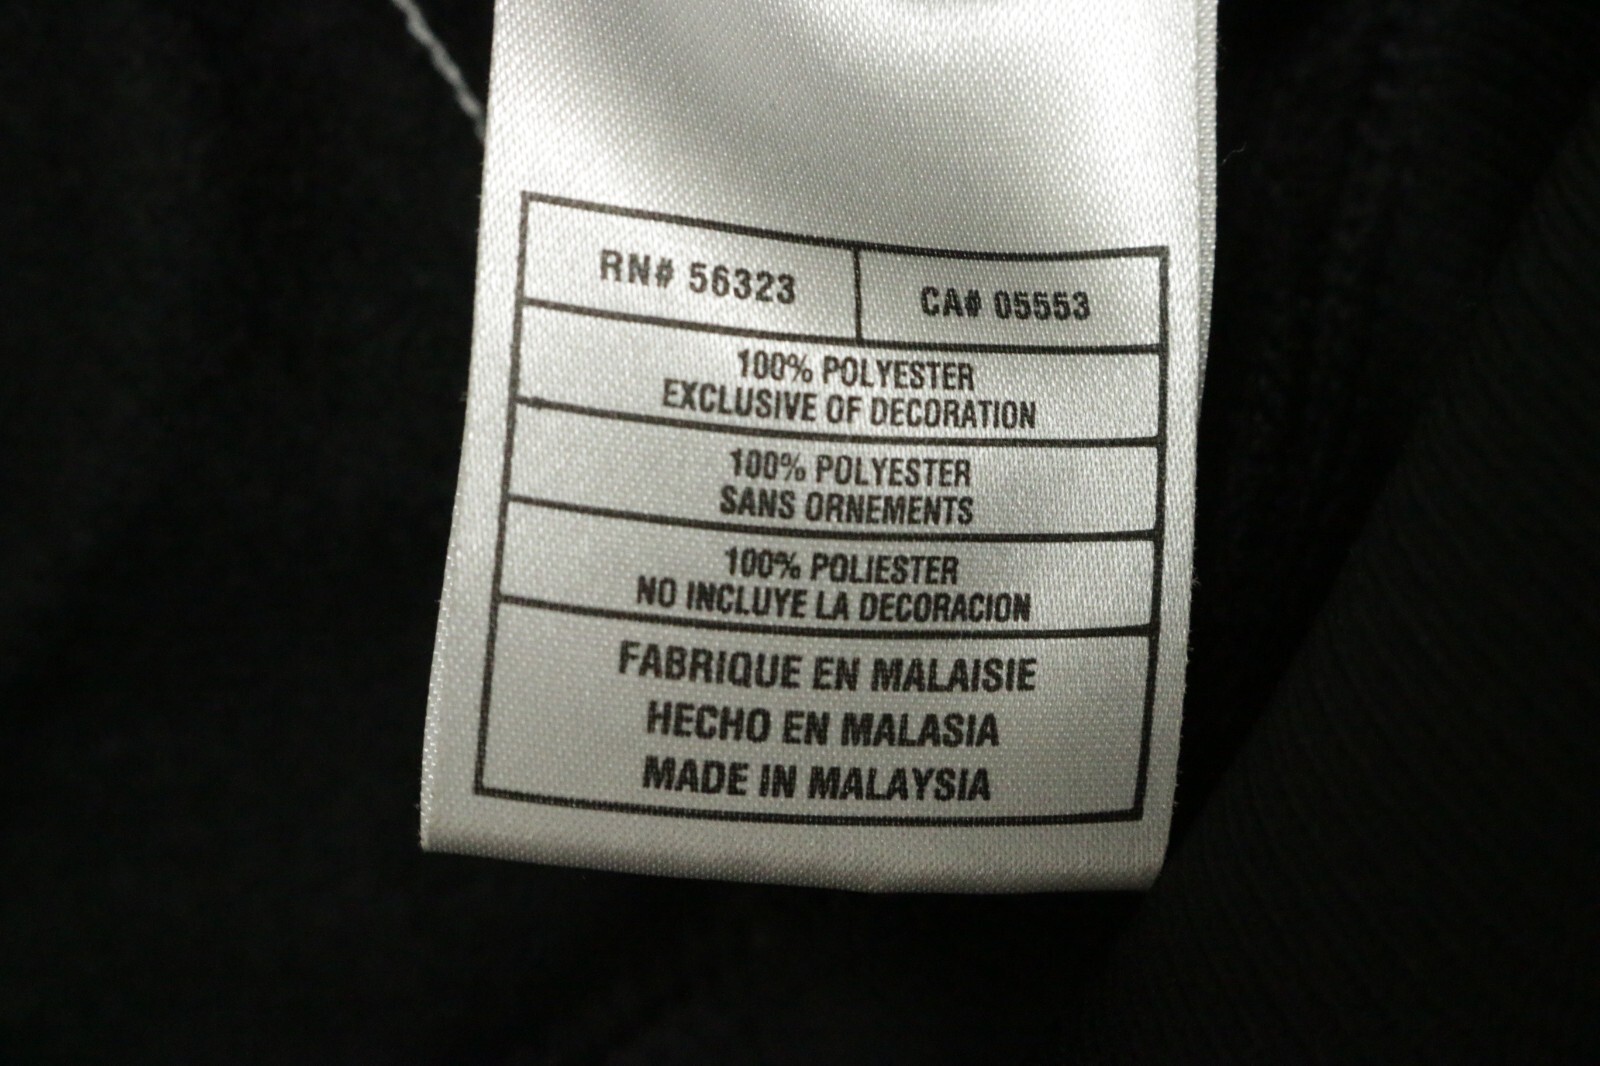 RN# 56323
CA# 05553
100% POLYESTER
EXCLUSIVE OF DECORATION
100% POLYESTER
SANS ORNEMENTS
100% POLIESTER
NO INCLUYE LA DECORACION
FABRIQUE EN MALAISIE
HECHO EN MALASIA
MADE IN MALAYSIA